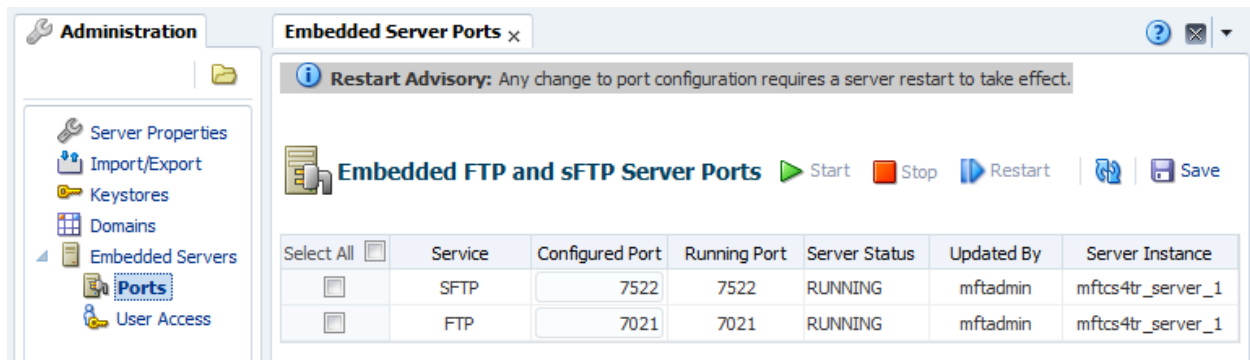 Administration
Embedded Server Ports
Restart Advisory: Any change to port configuration requires a server restart to take effect.
Server Properties
Import/Export
Keystores
Domains
Embedded Servers
Ports
User Access
Embedded FTP and sFTP Server Ports Start Stop Restart Save
Select All Service Configured Port Running Port Server Status Updated By Server Instance
SFTP 7522 7522 RUNNING mftadmin mftcs4tr_server_1
FTP 7021 7021 RUNNING mftadmin mftcs4tr_server_1